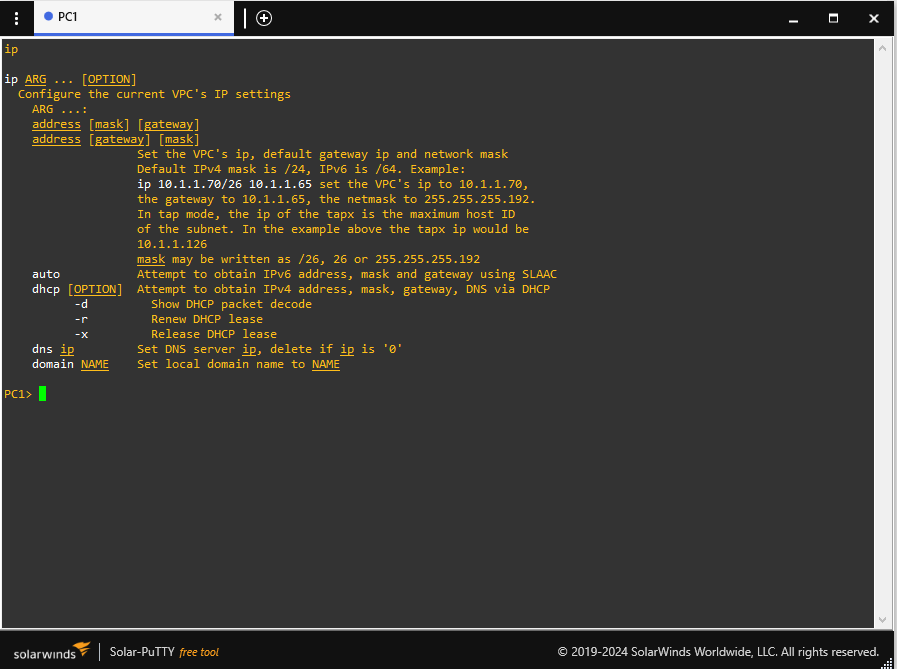 PC1
ip
ip ARG ... [OPTION]
Configure the current VPC's IP settings
ARG ...:
address [mask] [gateway]
address [gateway] [mask]
Set the VPC's ip, default gateway ip and network mask
Default IPv4 mask is /24, IPv6 is /64. Example:
ip 10.1.1.70/26 10.1.1.65 set the VPC's ip to 10.1.1.70,
the gateway to 10.1.1.65, the netmask to 255.255.255.192.
In tap mode, the ip of the tapx is the maximum host ID
of the subnet. In the example above the tapx ip would be
10.1.1.126
mask may be written as /26, 26 or 255.255.255.192
auto Attempt to obtain IPv6 address, mask and gateway using SLAAC
dhcp [OPTION] Attempt to obtain IPv4 address, mask, gateway, DNS via DHCP
-d Show DHCP packet decode
-r Renew DHCP lease
-x Release DHCP lease
dns ip Set DNS server ip, delete if ip is '0'
domain NAME Set local domain name to NAME
PC1>
solarwinds Solar-PuTTY free tool © 2019-2024 SolarWinds Worldwide, LLC. All rights reserved.